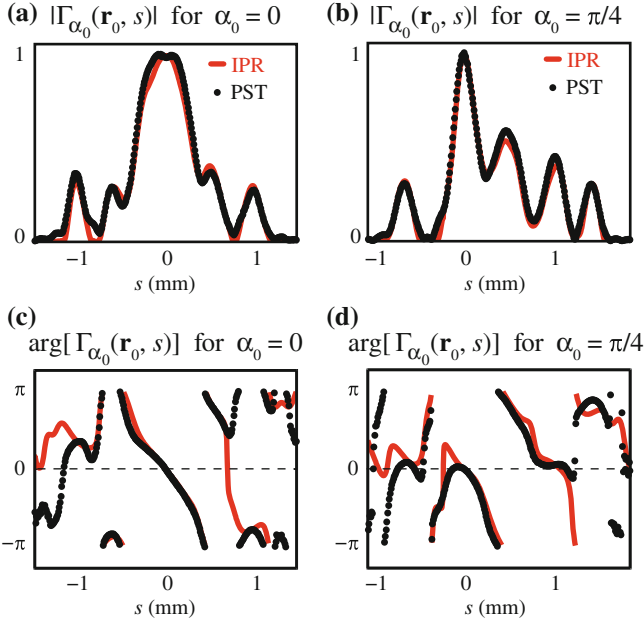 (a) |Γα₀(r₀, s)| for α₀ = 0
1
IPR
PST
0
−1 0 1
s (mm)
(b) |Γα₀(r₀, s)| for α₀ = π/4
1
IPR
PST
0
−1 0 1
s (mm)
(c)
arg[Γα₀(r₀, s)] for α₀ = 0
π
0
−π
−1 0 1
s (mm)
(d)
arg[Γα₀(r₀, s)] for α₀ = π/4
π
0
−π
−1 0 1
s (mm)